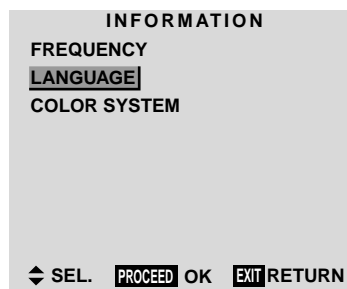 INFORMATION
FREQUENCY
LANGUAGE
COLOR SYSTEM
SEL. PROCEED OK EXIT RETURN